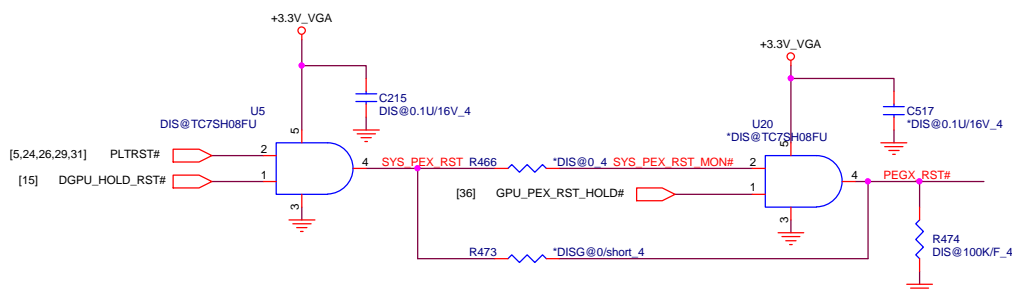 +3.3V_VGA
+3.3V_VGA
C215
DIS@0.1U/16V_4
U5
DIS@TC7SH08FU
C517
*DIS@0.1U/16V_4
U20
*DIS@TC7SH08FU
5
5
[5,24,26,29,31] PLTRST# 2
4 SYS_PEX_RST R466 *DIS@0_4 SYS_PEX_RST_MON# 2
[15] DGPU_HOLD_RST# 1
4 PEGX_RST#
[36] GPU_PEX_RST_HOLD# 1
3
3
R474
DIS@100K/F_4
R473 *DISG@0/short_4